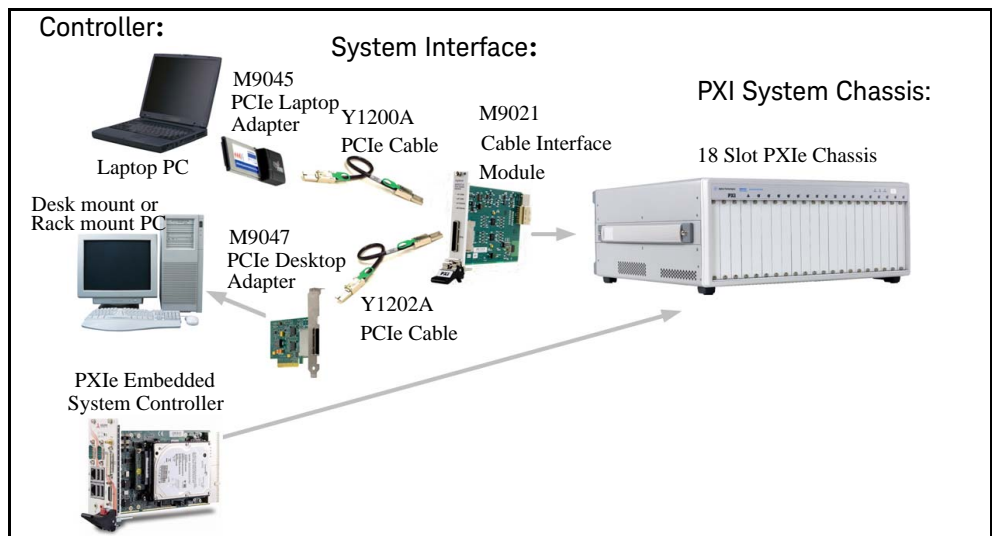 Controller:
System Interface:
PXI System Chassis:
M9045
PCIe Laptop
Adapter
Y1200A
PCIe Cable
M9021
Cable Interface
Module
Laptop PC
18 Slot PXIe Chassis
Desk mount or
Rack mount PC
M9047
PCIe Desktop
Adapter
Y1202A
PCIe Cable
PXIe Embedded
System Controller
PXI
PXI